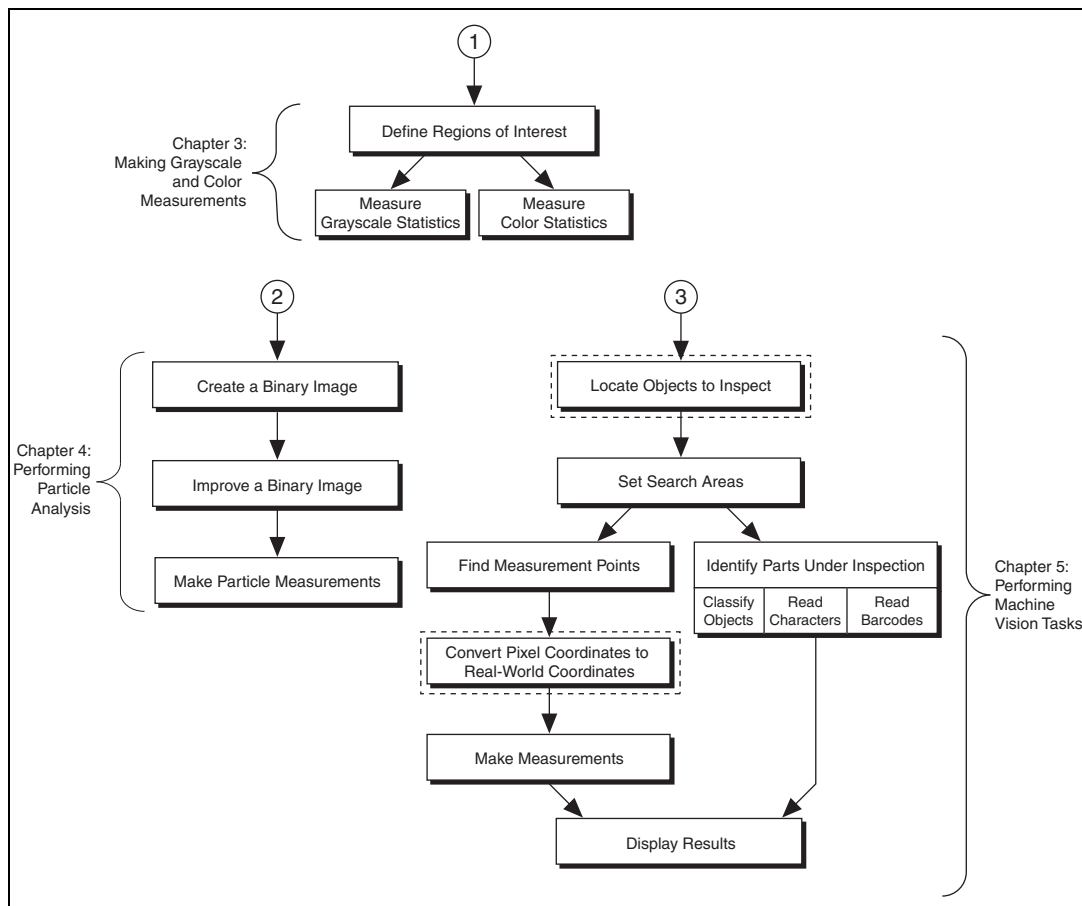 1
Define Regions of Interest
Chapter 3:
Making Grayscale
and Color
Measurements
Measure
Grayscale Statistics
Measure
Color Statistics
2
Create a Binary Image
Improve a Binary Image
Make Particle Measurements
Chapter 4:
Performing
Particle
Analysis
3
Locate Objects to Inspect
Set Search Areas
Find Measurement Points
Identify Parts Under Inspection
Classify
Objects
Read
Characters
Read
Barcodes
Convert Pixel Coordinates to
Real-World Coordinates
Make Measurements
Display Results
Chapter 5:
Performing
Machine
Vision Tasks